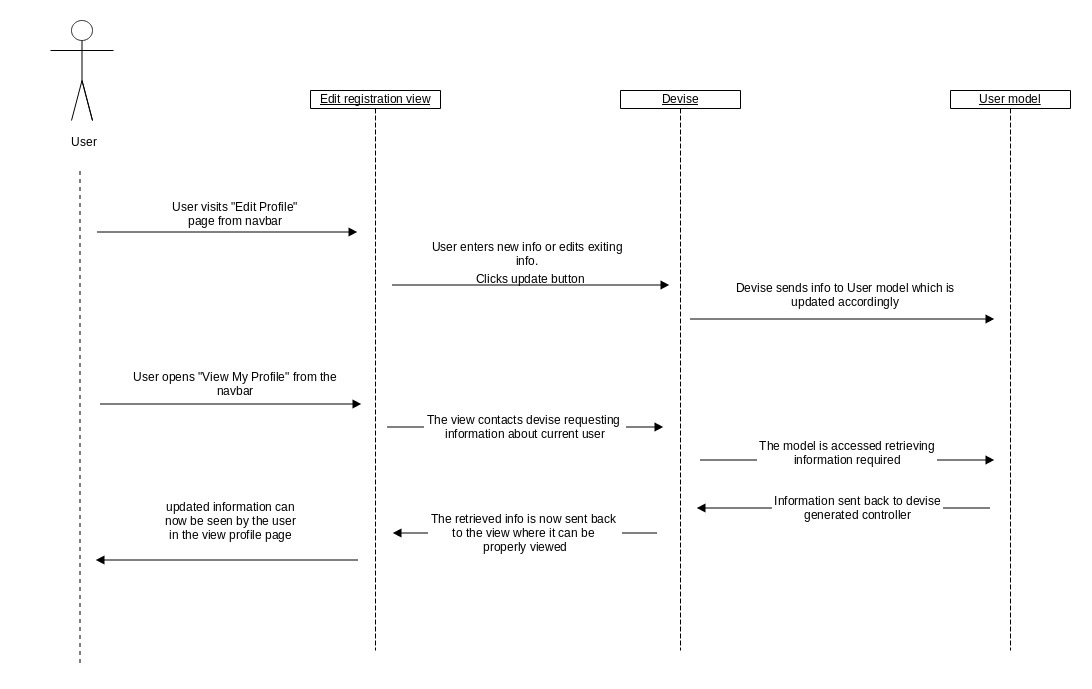 User
Edit registration view
Devise
User model
User visits "Edit Profile"
page from navbar
User enters new info or edits exiting
info.
Clicks update button
Devise sends info to User model which is
updated accordingly
User opens "View My Profile" from the
navbar
The view contacts devise requesting
information about current user
The model is accessed retrieving
information required
Information sent back to devise
generated controller
The retrieved info is now sent back
to the view where it can be
properly viewed
updated information can
now be seen by the user
in the view profile page